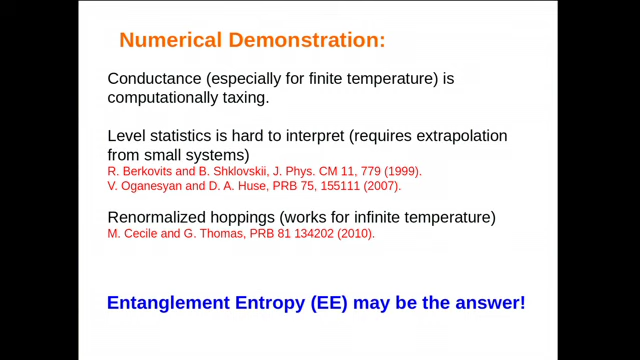 Numerical Demonstration:
Conductance (especially for finite temperature) is
computationally taxing.
Level statistics is hard to interpret (requires extrapolation
from small systems)
R. Berkovits and B. Shklovskii, J. Phys. CM 11, 779 (1999).
V. Oganesyan and D. A. Huse, PRB 75, 155111 (2007).
Renormalized hoppings (works for infinite temperature)
M. Cecile and G. Thomas, PRB 81 134202 (2010).
Entanglement Entropy (EE) may be the answer!